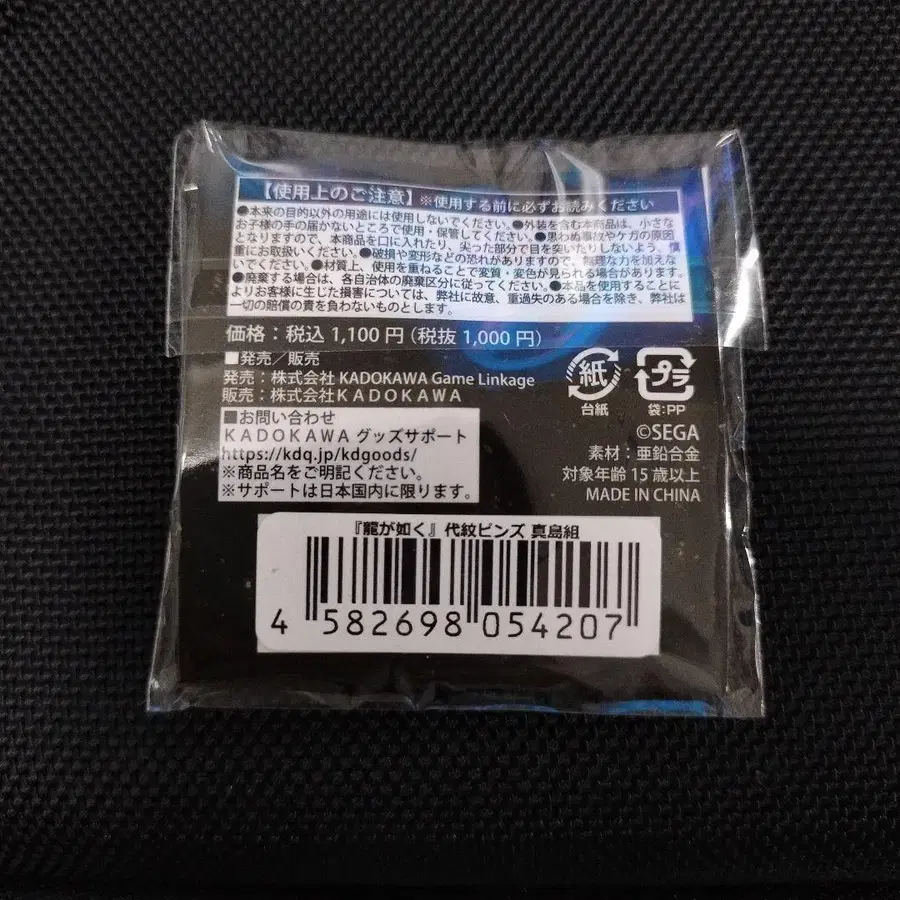 【使用上のご注意】※使用する前に必ずお読みください
●本来の目的以外の用途には使用しないでください。●外装を含む本商品は、小さな
お子様の手の届かないところで使用・保管してください。●思わぬ事故やケガの原因
となりますので、本商品を口に入れたり、尖った部分で目を突いたりしないよう、慎
重にお取扱いください。●破損や変形などの恐れがありますので、無理な力を加えな
いでください。●材質上、使用を重ねることで変質・変色が見られる場合があります。
●廃棄する場合は、各自治体の廃棄区分に従ってください。●本品を使用することに
よりお客様に生じた損害については、弊社に故意、重過失のある場合を除き、弊社は
一切の賠償の責を負わないものとします。
価格:税込 1,100 円(税抜 1,000 円)
■発売/販売
発売:株式会社 KADOKAWA Game Linkage
販売:株式会社KADOKAWA
紙
プラ
台紙
袋:PP
■お問い合わせ
KADOKAWA グッズサポート
https://kdq.jp/kdgoods/
※商品名をご明記ください。
※サポートは日本国内に限ります。
©SEGA
素材:亜鉛合金
対象年齢 15 歳以上
MADE IN CHINA
『龍が如く』代紋ピンズ 真島組
4 582698 054207